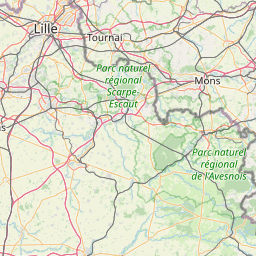 Lille
Tournai
Parc naturel
régional
Scarpe-
Escaut
Mons
Parc naturel
régional
de l'Avesnois